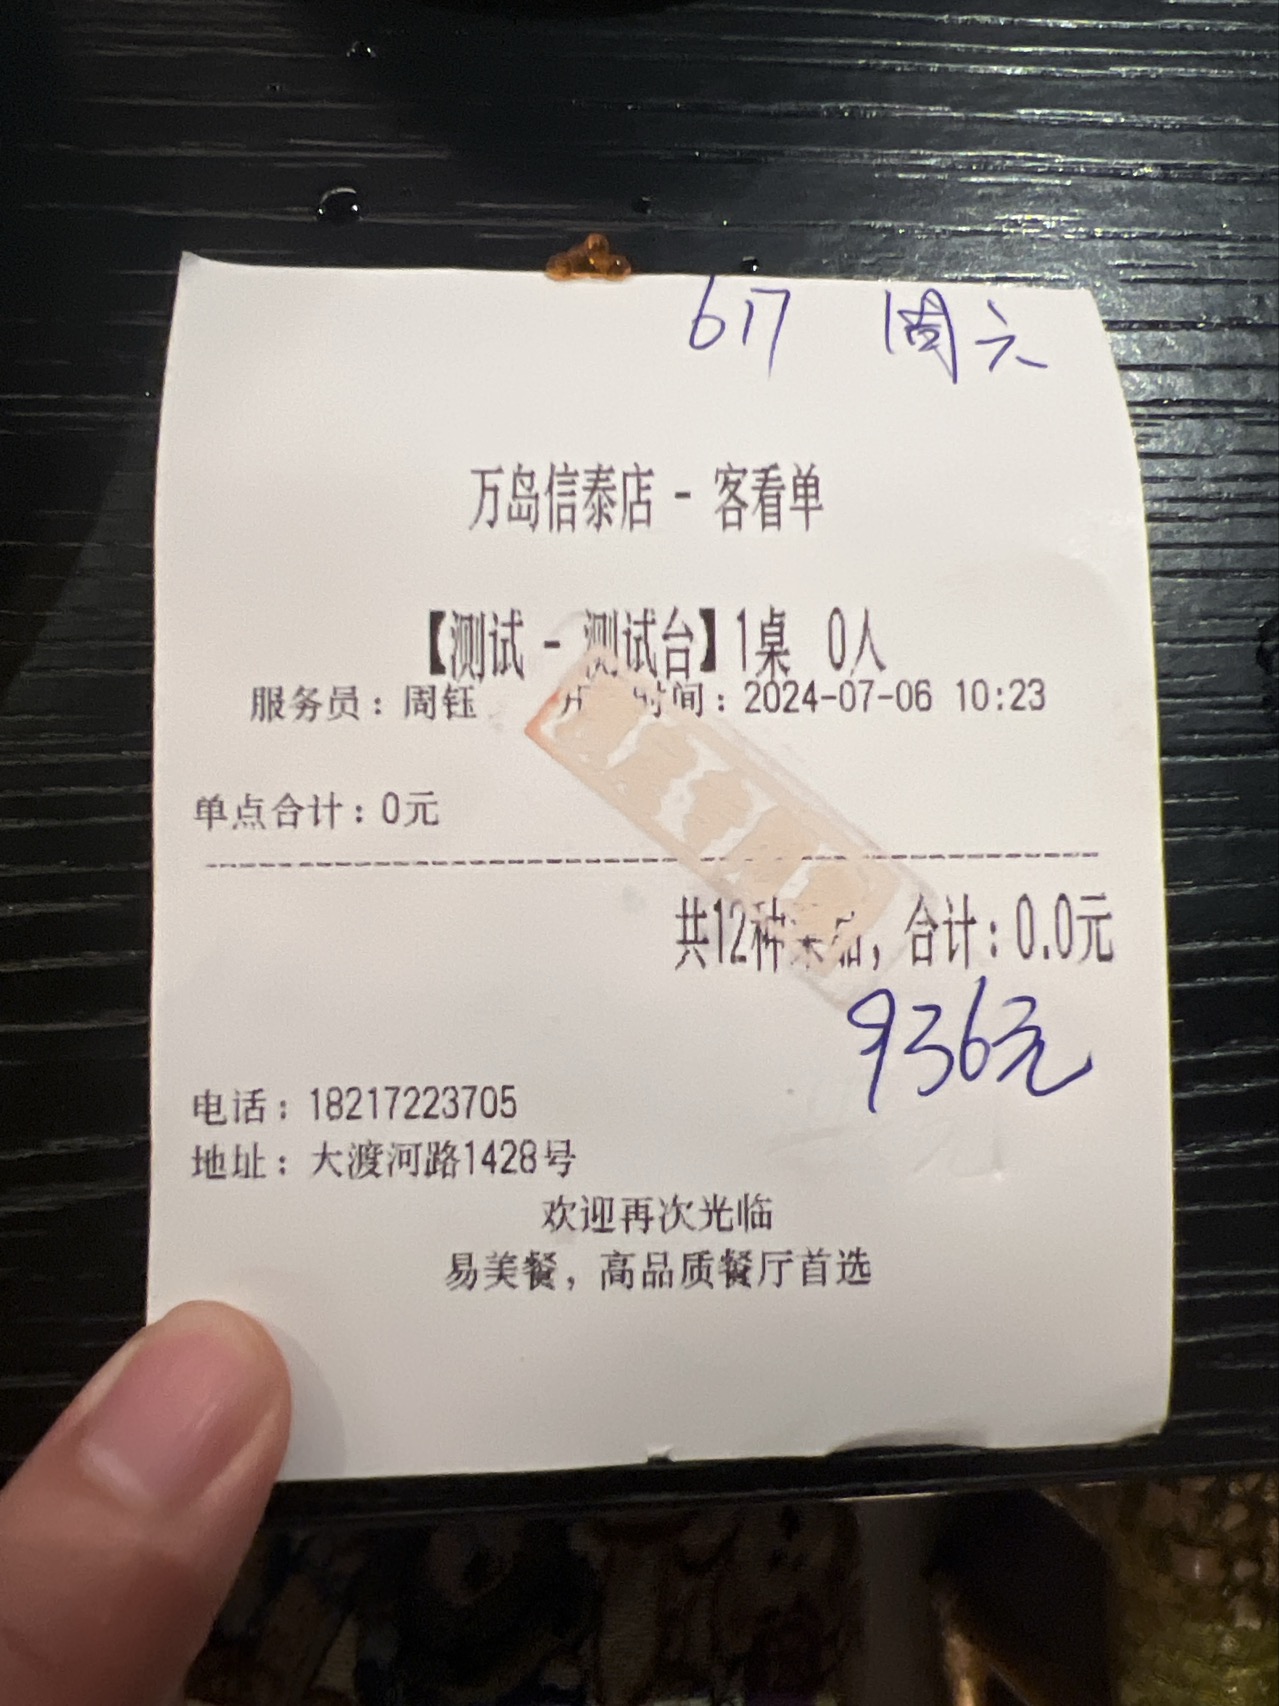 617 周六
万岛信泰店 - 客看单
【测试 - 测试台】1桌 0人
服务员：周钰 时间：2024-07-06 10:23
单点合计：0元
共12种菜品，合计：0.0元
936元
电话：18217223705
地址：大渡河路1428号
欢迎再次光临
易美餐，高品质餐厅首选